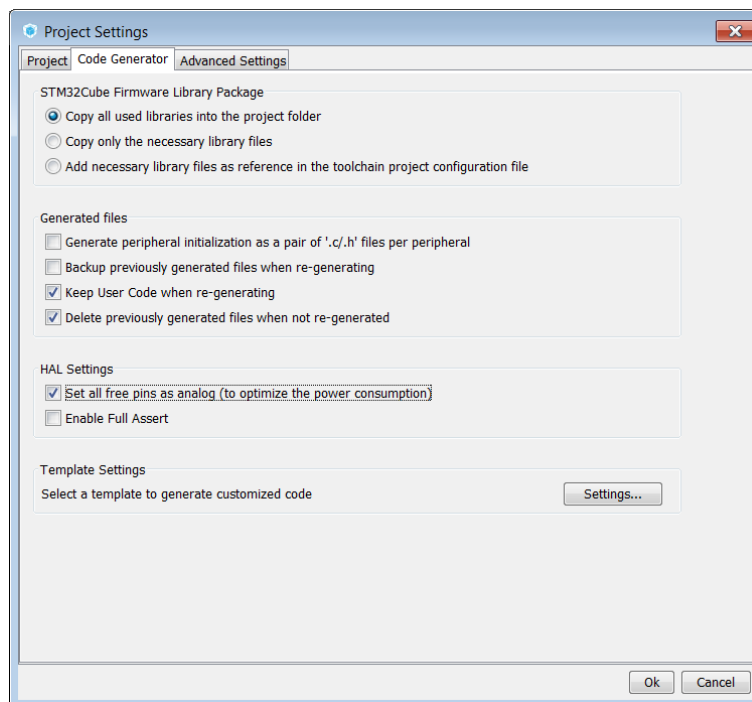 Project Settings
Project Code Generator Advanced Settings
STM32Cube Firmware Library Package
Copy all used libraries into the project folder
Copy only the necessary library files
Add necessary library files as reference in the toolchain project configuration file
Generated files
Generate peripheral initialization as a pair of '.c/.h' files per peripheral
Backup previously generated files when re-generating
Keep User Code when re-generating
Delete previously generated files when not re-generated
HAL Settings
Set all free pins as analog (to optimize the power consumption)
Enable Full Assert
Template Settings
Select a template to generate customized code Settings...
Ok Cancel